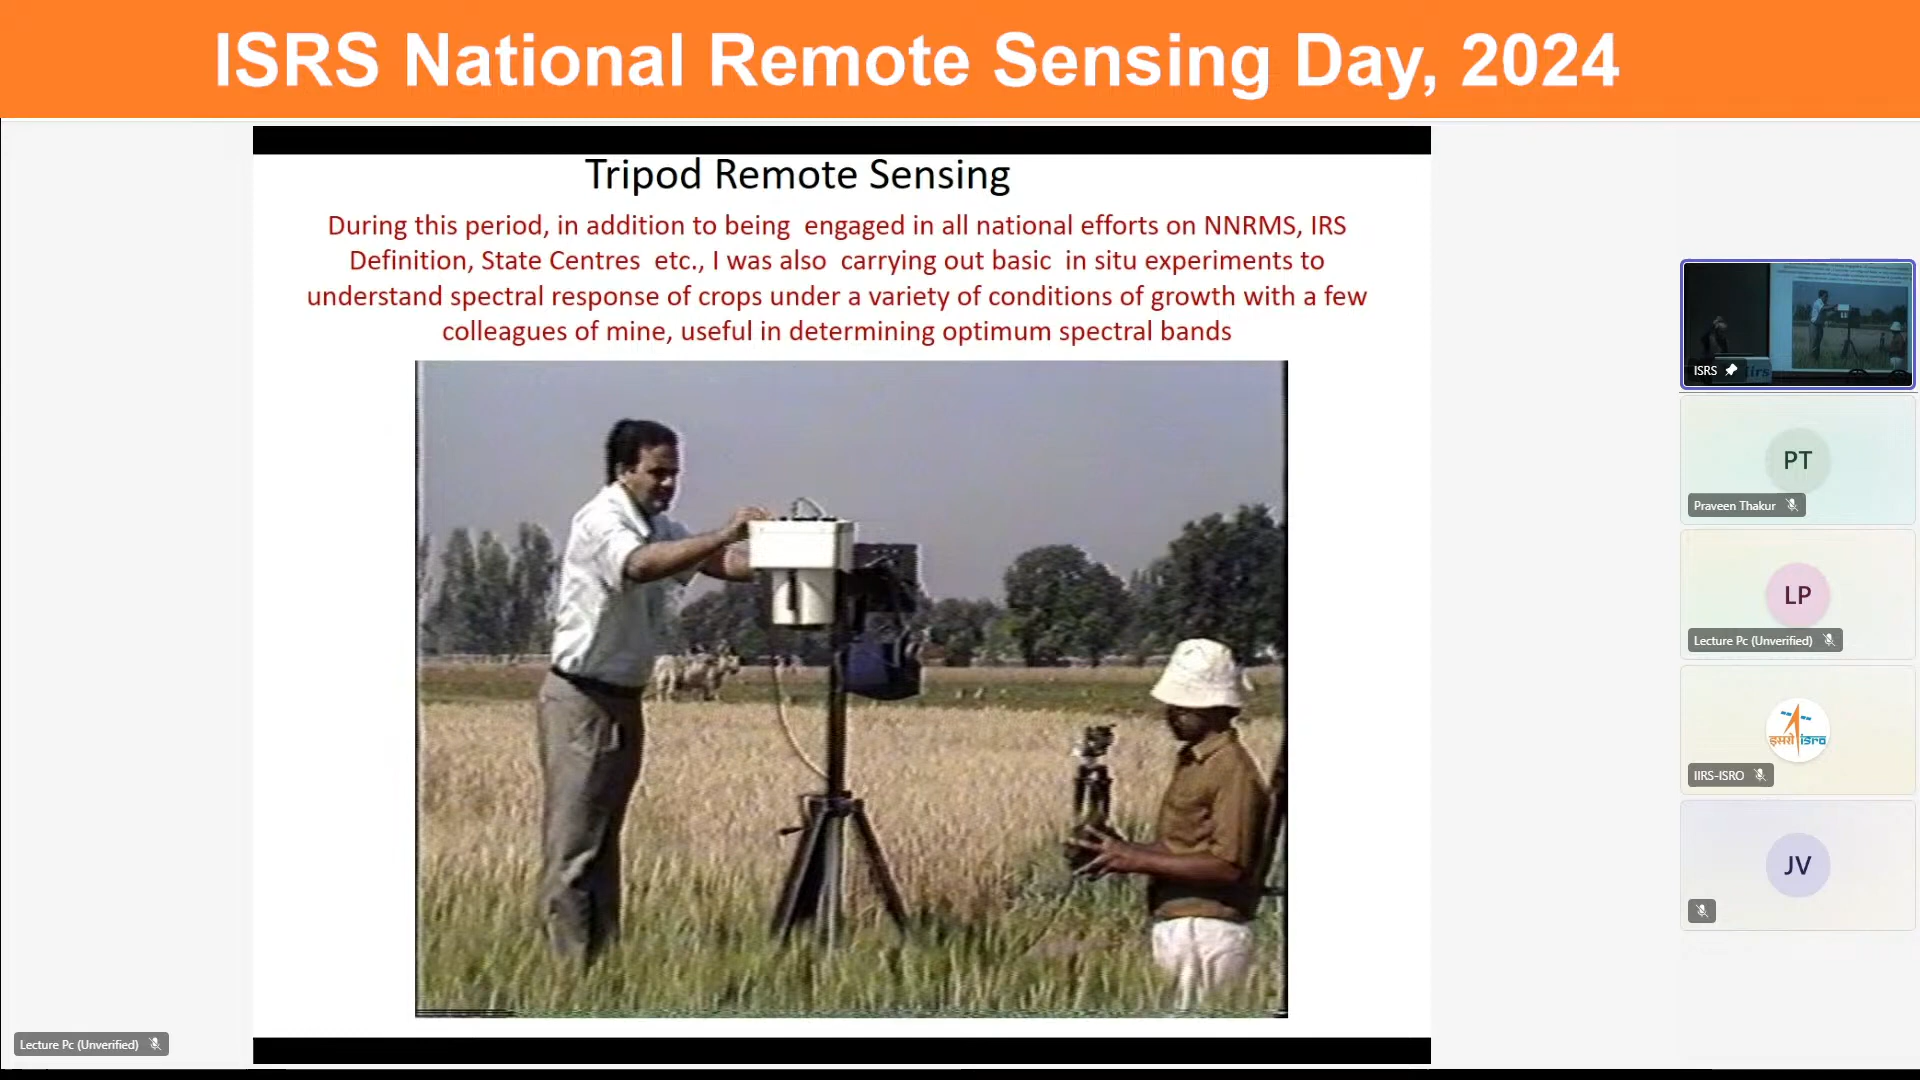 ISRS National Remote Sensing Day, 2024
Tripod Remote Sensing
During this period, in addition to being  engaged in all national efforts on NNRMS, IRS
Definition, State Centres  etc., I was also  carrying out basic  in situ experiments to
understand spectral response of crops under a variety of conditions of growth with a few
colleagues of mine, useful in determining optimum spectral bands
ISRS
PT
Praveen Thakur
LP
Lecture Pc (Unverified)
इसरो isro
IIRS-ISRO
JV
Lecture Pc (Unverified)